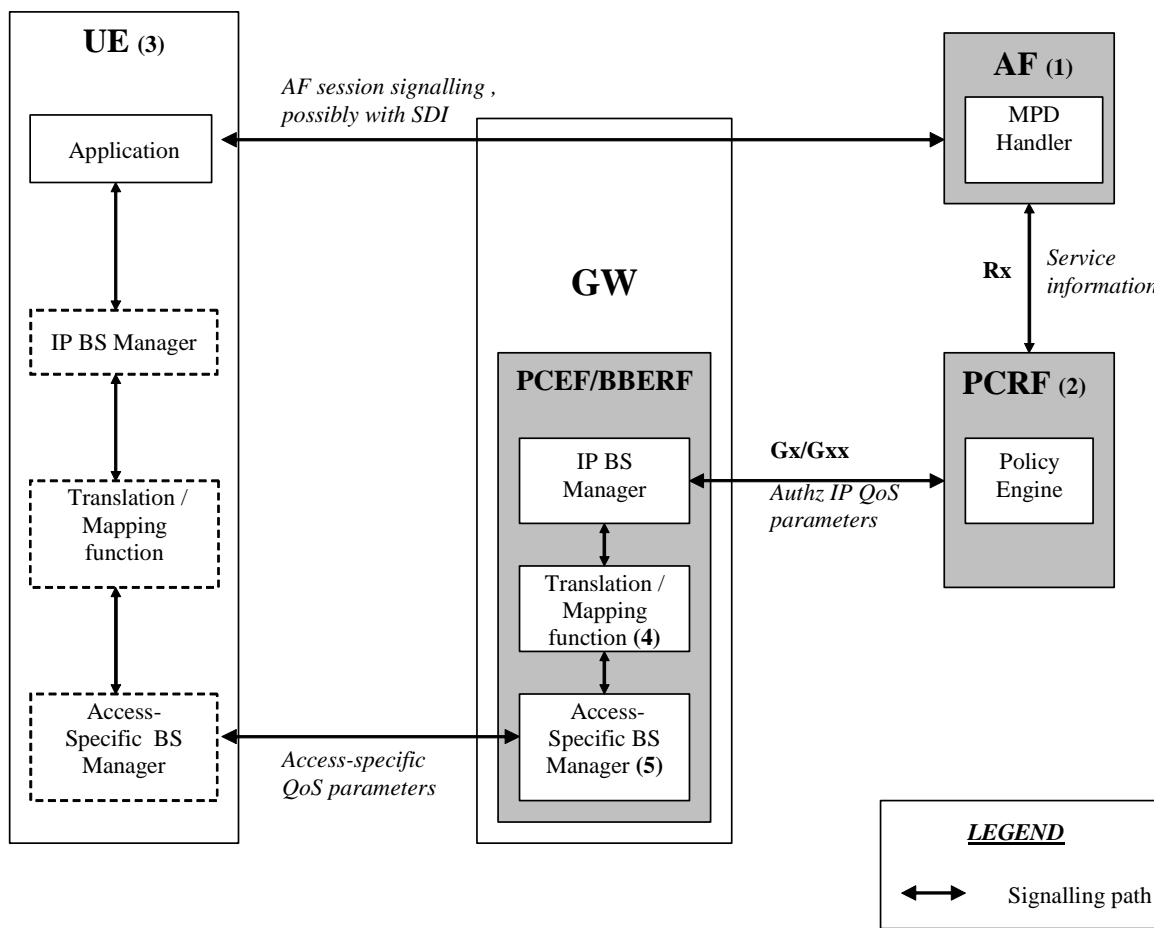 UE (3)
AF (1)
AF session signalling ,
possibly with SDI
MPD
Handler
Application
GW
Rx
Service
information
IP BS Manager
PCEF/BBERF
PCRF (2)
IP BS
Manager
Gx/Gxx
Authz IP QoS
parameters
Policy
Engine
Translation /
Mapping
function
Translation /
Mapping
function (4)
Access-
Specific BS
Manager
Access-
Specific BS
Manager (5)
Access-specific
QoS parameters
LEGEND
Signalling path